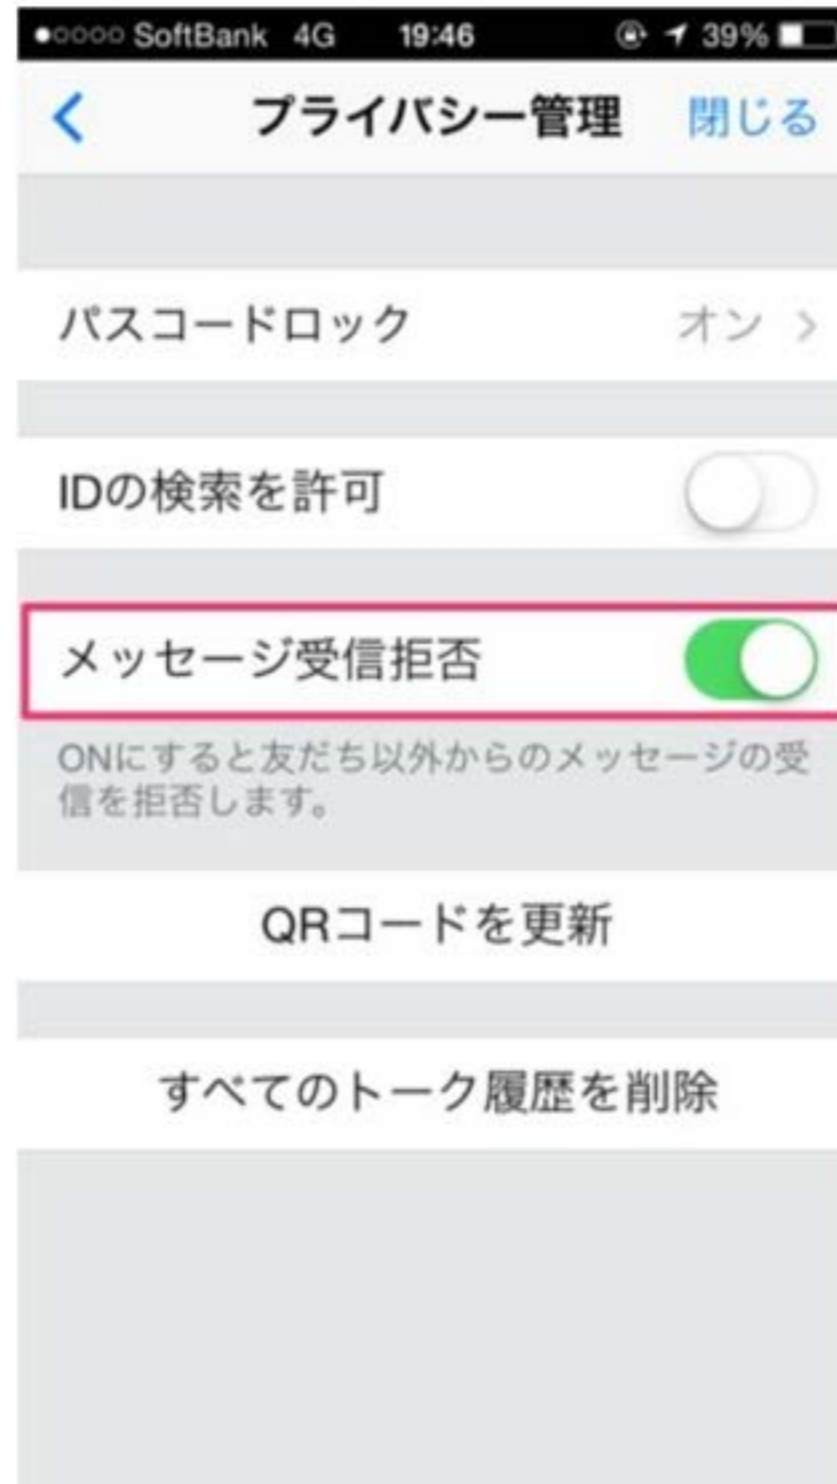 SoftBank 4G 19:46 39%
プライバシー管理 閉じる
パスコードロック オン
IDの検索を許可
メッセージ受信拒否
ONにすると友だち以外からのメッセージの受
信を拒否します。
QRコードを更新
すべてのトーク履歴を削除